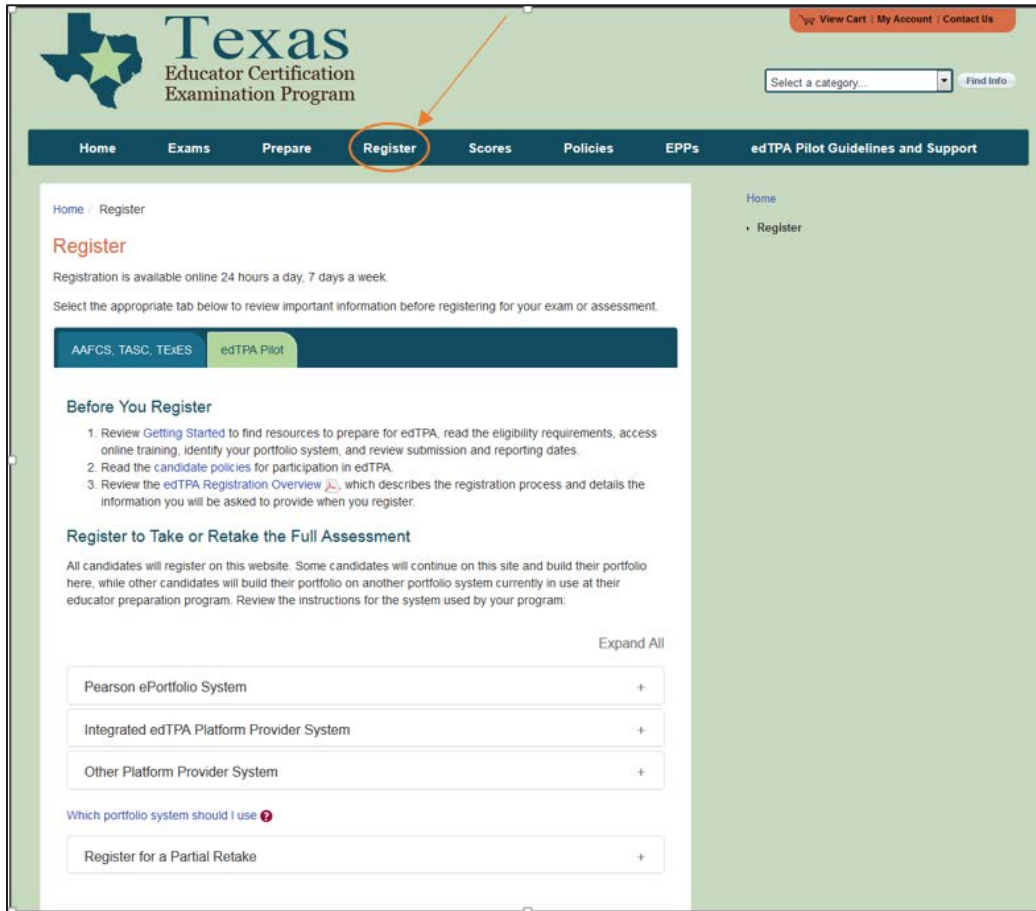 View Cart | My Account | Contact Us
Texas
Educator Certification
Examination Program
Select a category...
Find Info
Home Exams Prepare Register Scores Policies EPPs edTPA Pilot Guidelines and Support
Home / Register
Home
Register
Register
Registration is available online 24 hours a day, 7 days a week.
Select the appropriate tab below to review important information before registering for your exam or assessment.
AAFCS, TASC, TExES edTPA Pilot
Before You Register
1. Review Getting Started to find resources to prepare for edTPA, read the eligibility requirements, access
online training, identify your portfolio system, and review submission and reporting dates.
2. Read the candidate policies for participation in edTPA.
3. Review the edTPA Registration Overview , which describes the registration process and details the
information you will be asked to provide when you register.
Register to Take or Retake the Full Assessment
All candidates will register on this website. Some candidates will continue on this site and build their portfolio
here, while other candidates will build their portfolio on another portfolio system currently in use at their
educator preparation program. Review the instructions for the system used by your program:
Expand All
Pearson ePortfolio System +
Integrated edTPA Platform Provider System +
Other Platform Provider System +
Which portfolio system should I use ?
Register for a Partial Retake +